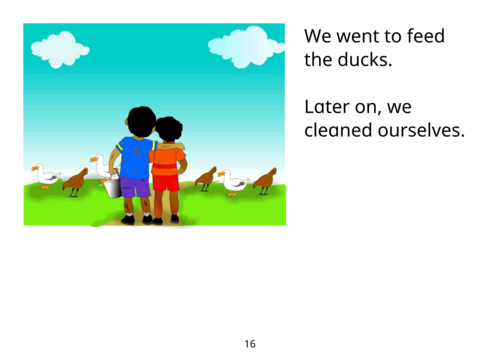 We went to feed
the ducks.
Later on, we
cleaned ourselves.
16